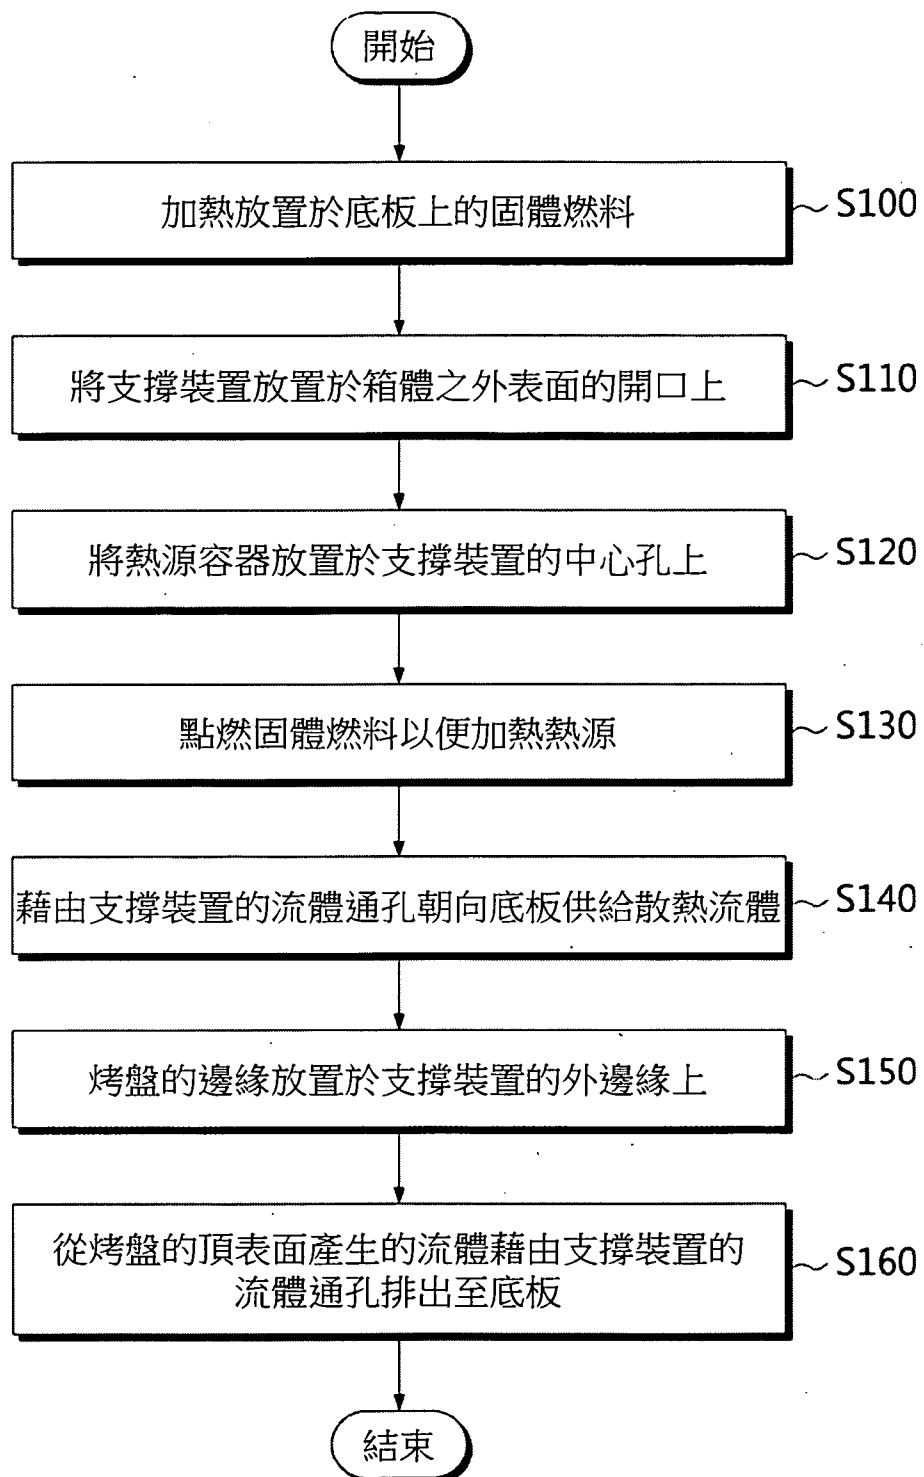 開始
加熱放置於底板上的固體燃料
S100
將支撐裝置放置於箱體之外表面的開口上
S110
將熱源容器放置於支撐裝置的中心孔上
S120
點燃固體燃料以便加熱熱源
S130
藉由支撐裝置的流體通孔朝向底板供給散熱流體
S140
烤盤的邊緣放置於支撐裝置的外邊緣上
S150
從烤盤的頂表面產生的流體藉由支撐裝置的
流體通孔排出至底板
S160
結束